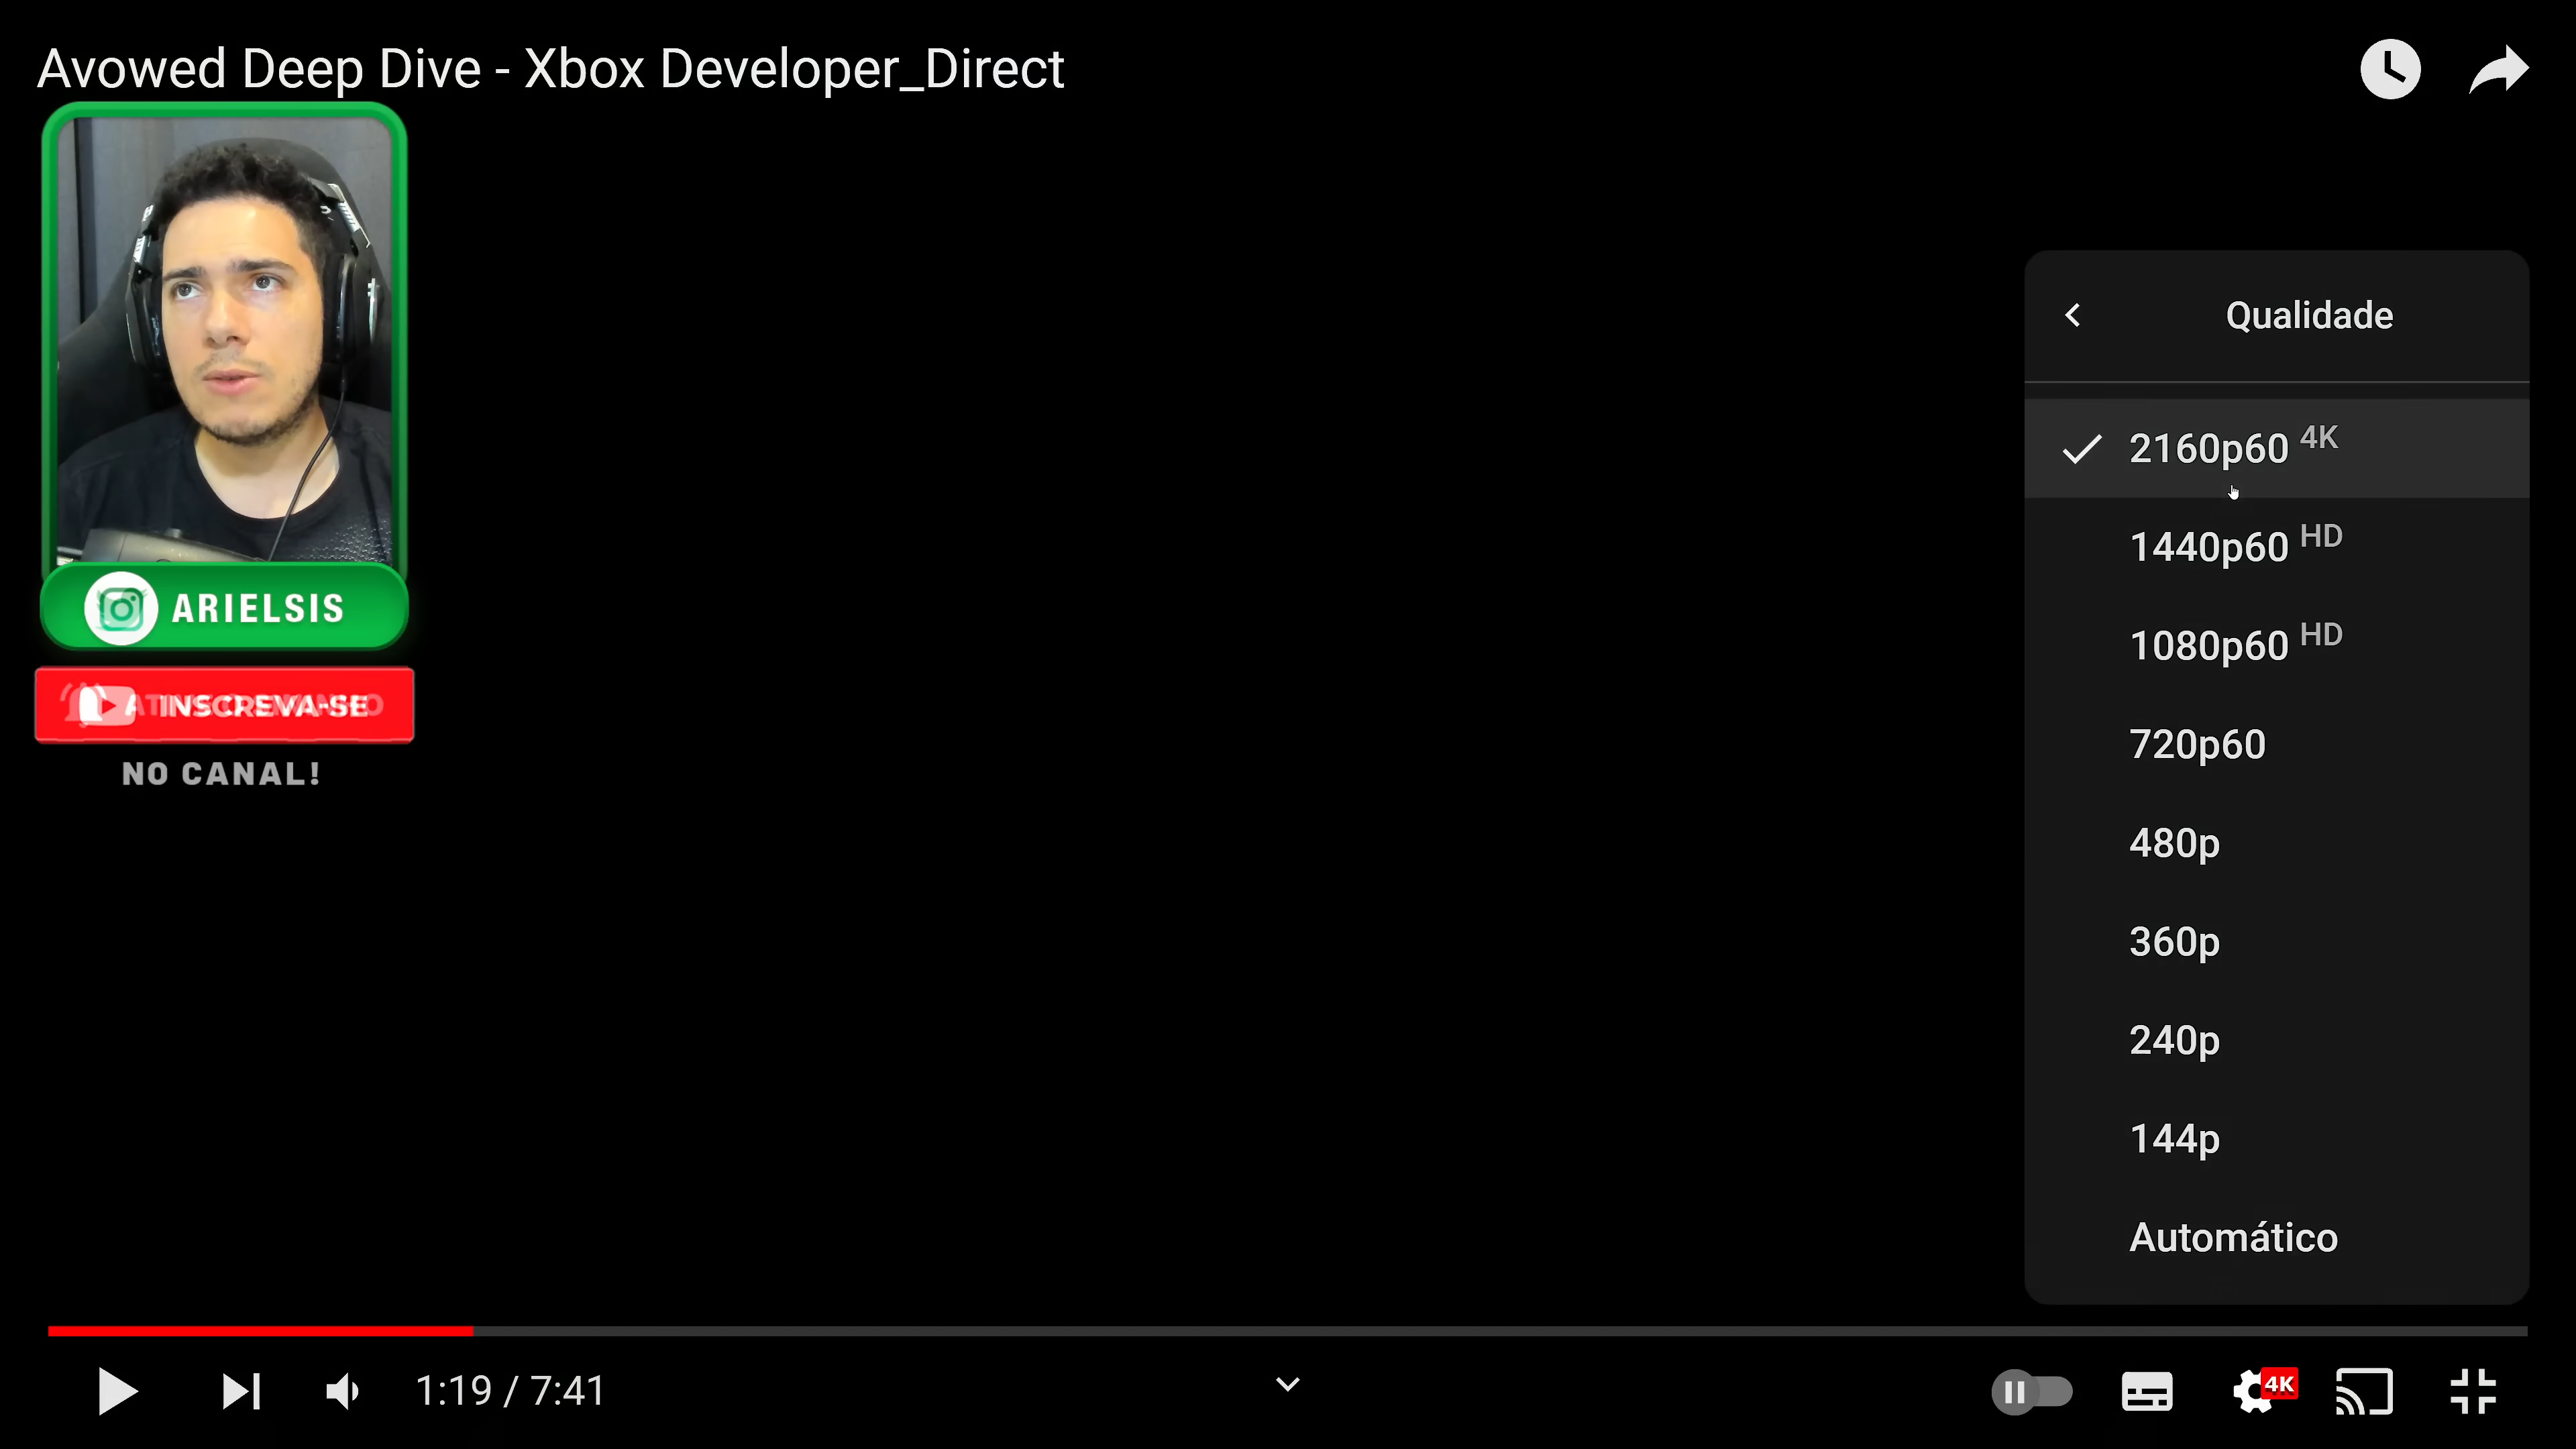 Avowed Deep Dive - Xbox Developer_Direct
ARIELSIS
INSCREVA-SE
NO CANAL!
Qualidade
2160p60 4K
1440p60 HD
1080p60 HD
720p60
480p
360p
240p
144p
Automático
1:19 / 7:41
4K